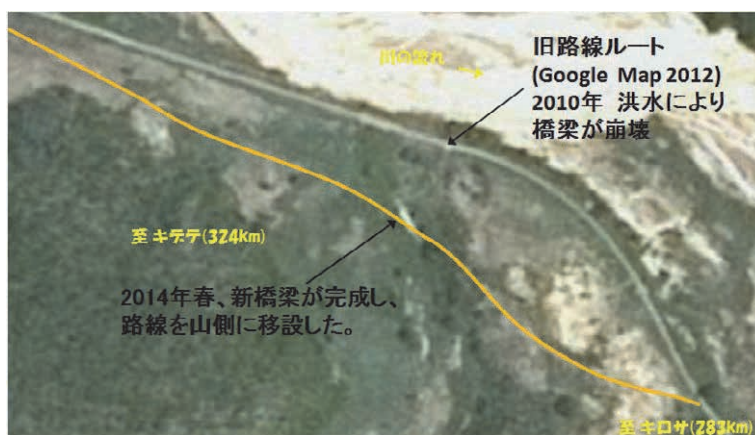 川の流れ
旧路線ルート
(Google Map 2012)
2010年 洪水により
橋梁が崩壊
至 キデテ(324Km)
2014年春、新橋梁が完成し、
路線を山側に移設した。
至 キロサ(283Km)